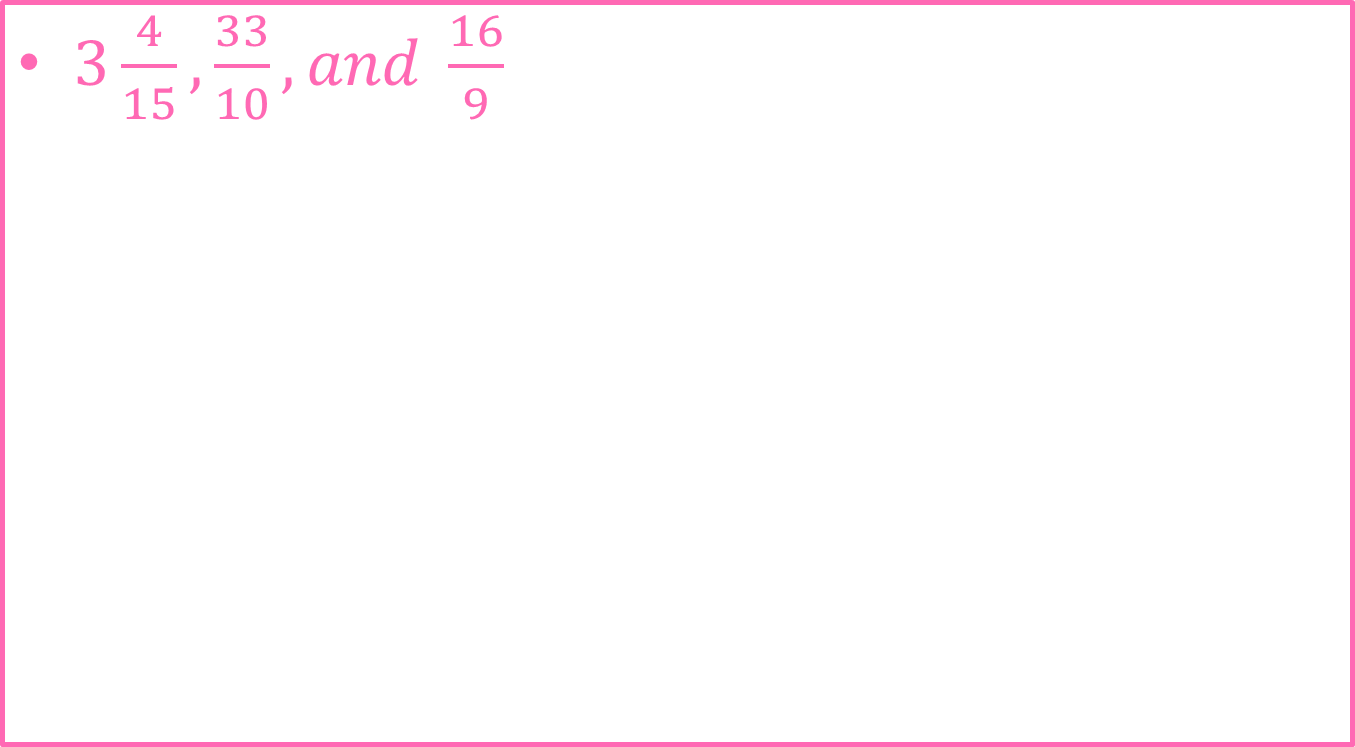 • 3 4/15, 33/10, and 16/9